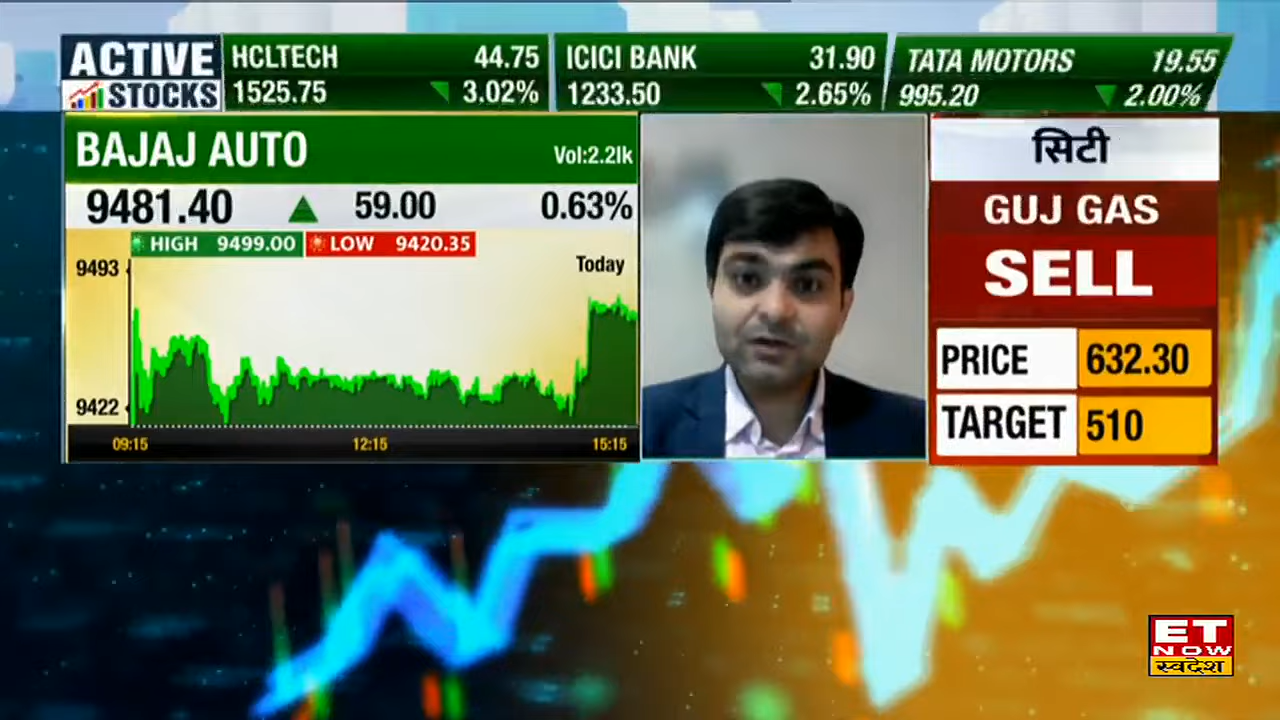 ACTIVE STOCKS
HCLTECH 44.75
1525.75 3.02%
ICICI BANK 31.90
1233.50 2.65%
TATA MOTORS 19.55
995.20 2.00%
BAJAJ AUTO Vol:2.2lk
9481.40 59.00 0.63%
HIGH 9499.00 LOW 9420.35
Today
9493
9422
09:15 12:15 15:15
सिटी
GUJ GAS
SELL
PRICE 632.30
TARGET 510
ET
NOW
स्वदेश